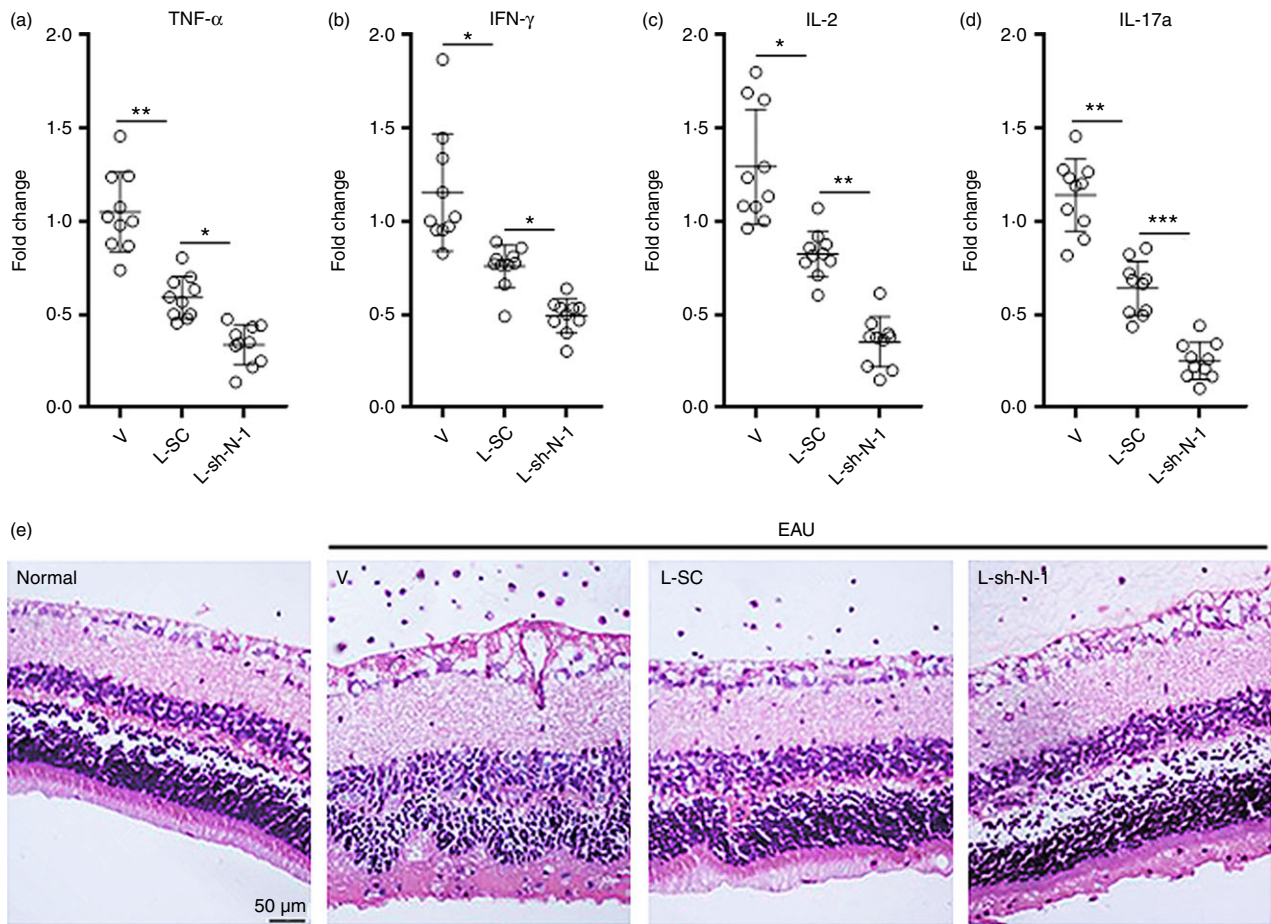 (a) TNF-α
(b) IFN-γ
(c) IL-2
(d) IL-17a
Fold change
2·0
1·5
1·0
0·5
0·0
**
*
V
L-SC
L-sh-N-1
Fold change
2·0
1·5
1·0
0·5
0·0
*
*
V
L-SC
L-sh-N-1
Fold change
2·0
1·5
1·0
0·5
0·0
*
**
V
L-SC
L-sh-N-1
Fold change
2·0
1·5
1·0
0·5
0·0
**
***
V
L-SC
L-sh-N-1
(e)
EAU
Normal
V
L-SC
L-sh-N-1
50 µm